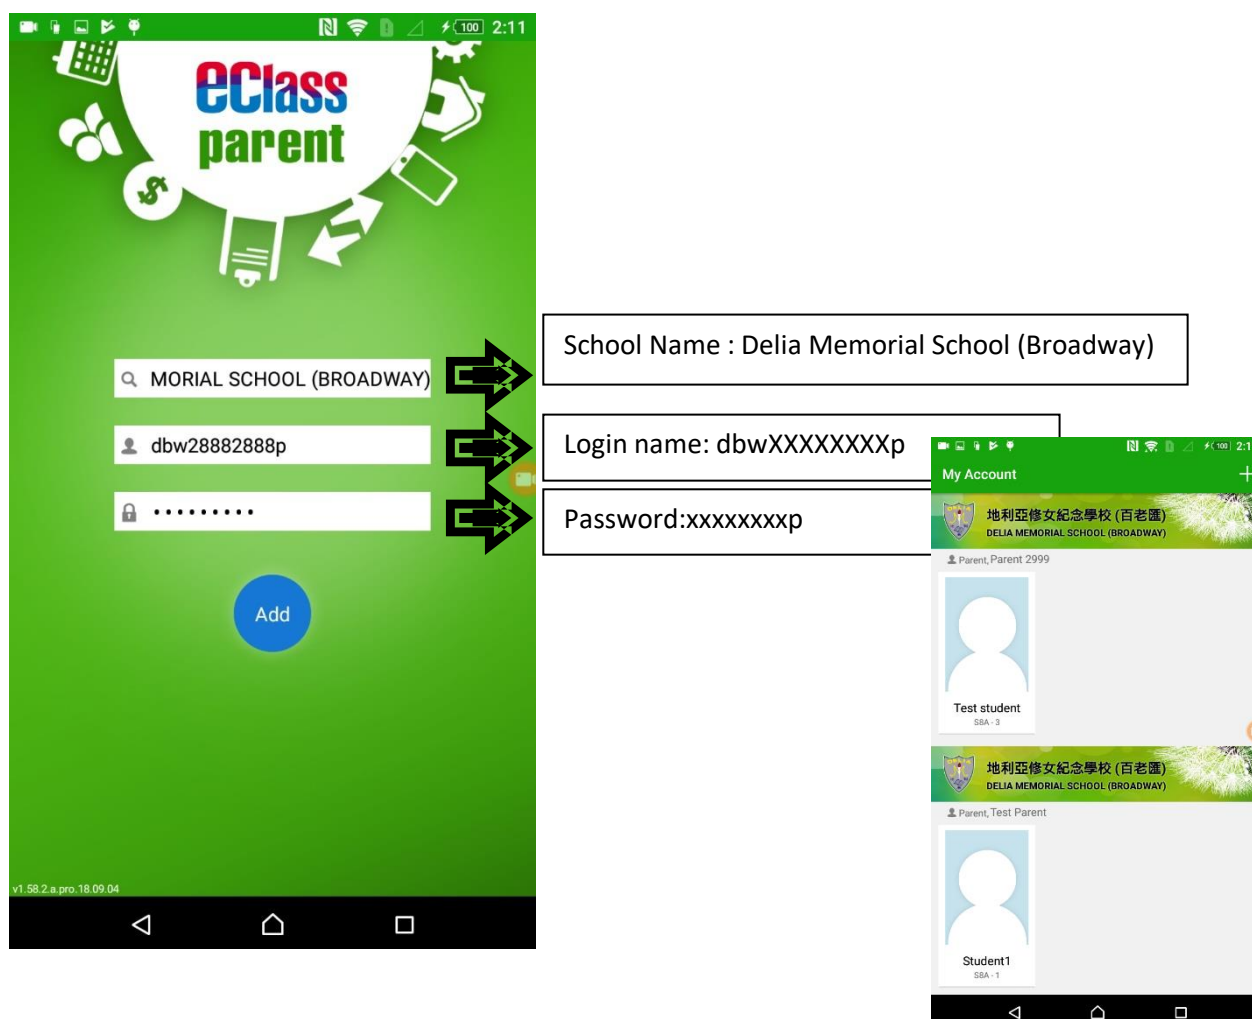 100 2:11
eClass
parent
MORIAL SCHOOL (BROADWAY)
dbw28882888p
•••••••••
Add
v1.58.2.a.pro.18.09.04
School Name : Delia Memorial School (Broadway)
Login name: dbwXXXXXXXXp
Password:xxxxxxxxp
100 2:1
My Account
地利亞修女紀念學校 (百老匯)
DELIA MEMORIAL SCHOOL (BROADWAY)
Parent, Parent 2999
Test student
S8A - 3
地利亞修女紀念學校 (百老匯)
DELIA MEMORIAL SCHOOL (BROADWAY)
Parent, Test Parent
Student1
S8A - 1